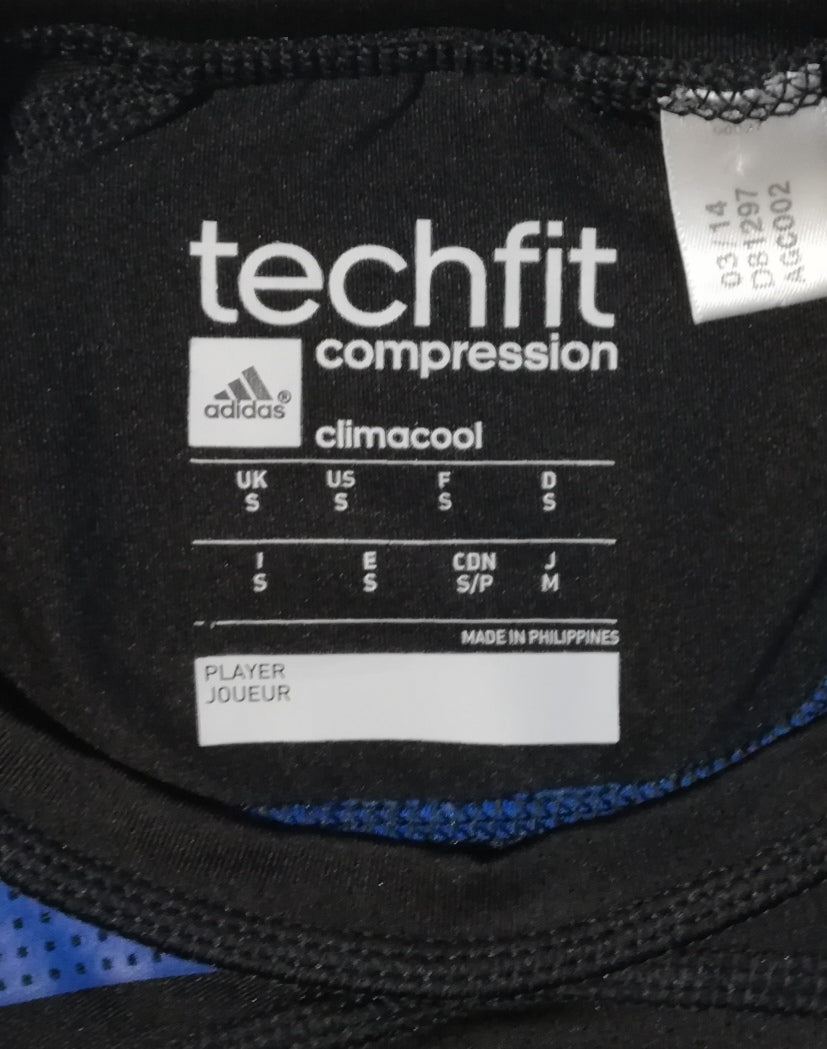 techfit
compression
adidas®
climacool
UK US F D
S S S S
I E CDN J
S S S/P M
MADE IN PHILIPPINES
PLAYER
JOUEUR
03/14
D81297
AGC002